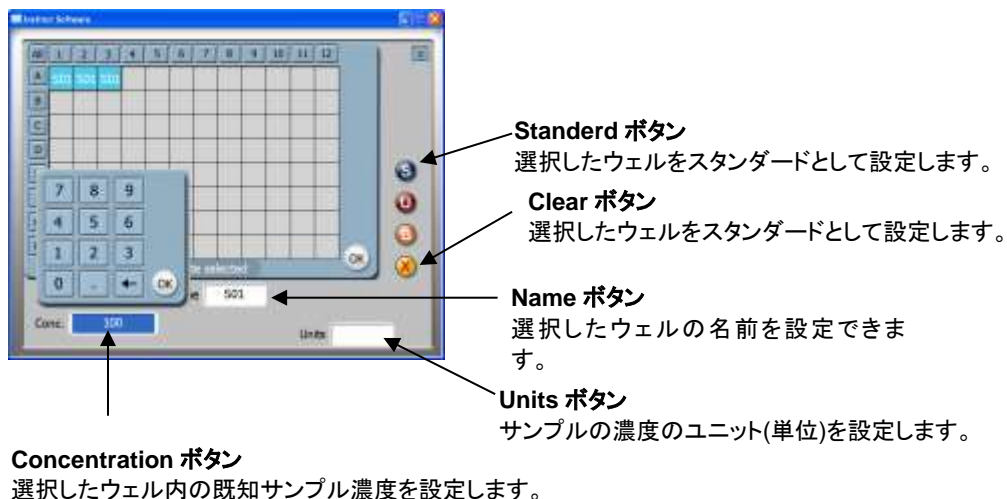 Instinct Software
All 1 2 3 4 5 6 7 8 9 10 11 12
A S01 S01 S01
B
C
D
7 8 9
4 5 6
1 2 3
0 . ← OK
OK
selected
S
U
X
S01
Conc. 100
Units
Standerd ボタン
選択したウェルをスタンダードとして設定します。
Clear ボタン
選択したウェルをスタンダードとして設定します。
Name ボタン
選択したウェルの名前を設定できま
す。
Units ボタン
サンプルの濃度のユニット(単位)を設定します。
Concentration ボタン
選択したウェル内の既知サンプル濃度を設定します。